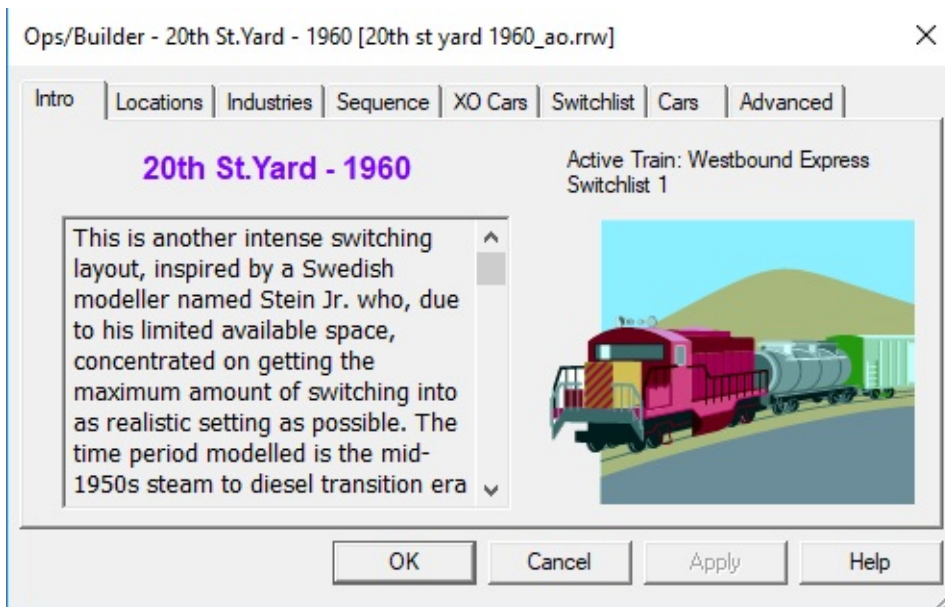 Ops/Builder - 20th St.Yard - 1960 [20th st yard 1960_ao.rrw]
Intro Locations Industries Sequence XO Cars Switchlist Cars Advanced
20th St.Yard - 1960
Active Train: Westbound Express
Switchlist 1
This is another intense switching
layout, inspired by a Swedish
modeller named Stein Jr. who, due
to his limited available space,
concentrated on getting the
maximum amount of switching into
as realistic setting as possible. The
time period modelled is the mid-
1950s steam to diesel transition era
OK Cancel Apply Help